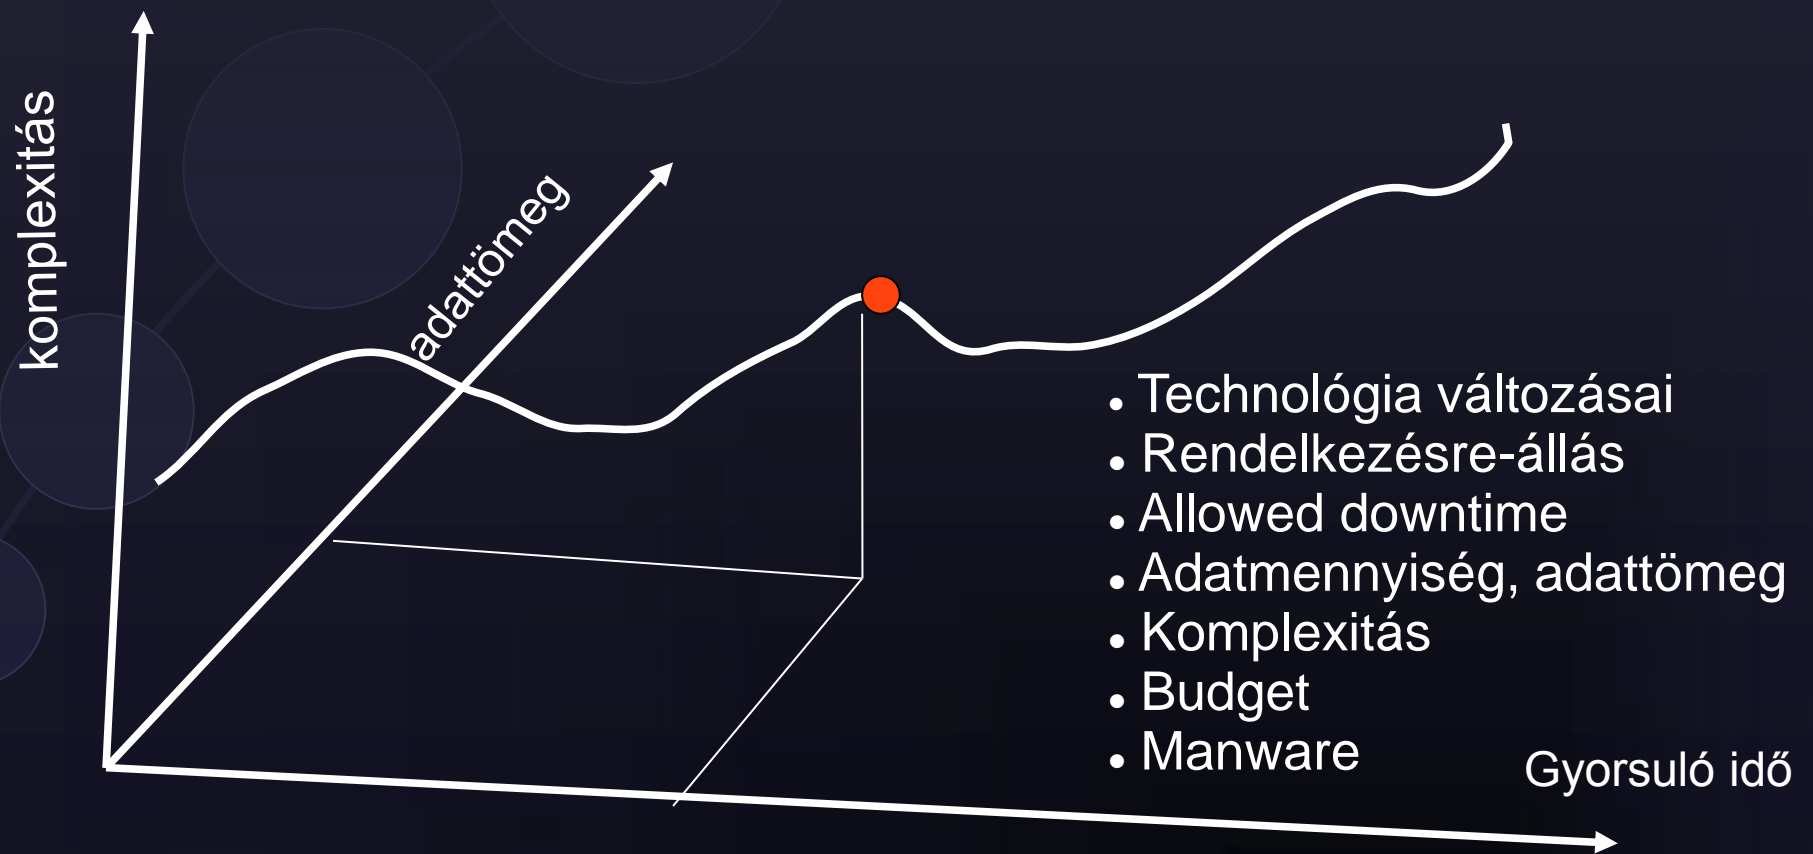 komplexitás
adattömeg
Technológia változásai
Rendelkezésre-állás
Allowed downtime
Adatmennyiség, adattömeg
Komplexitás
Budget
Manware
Gyorsuló idő